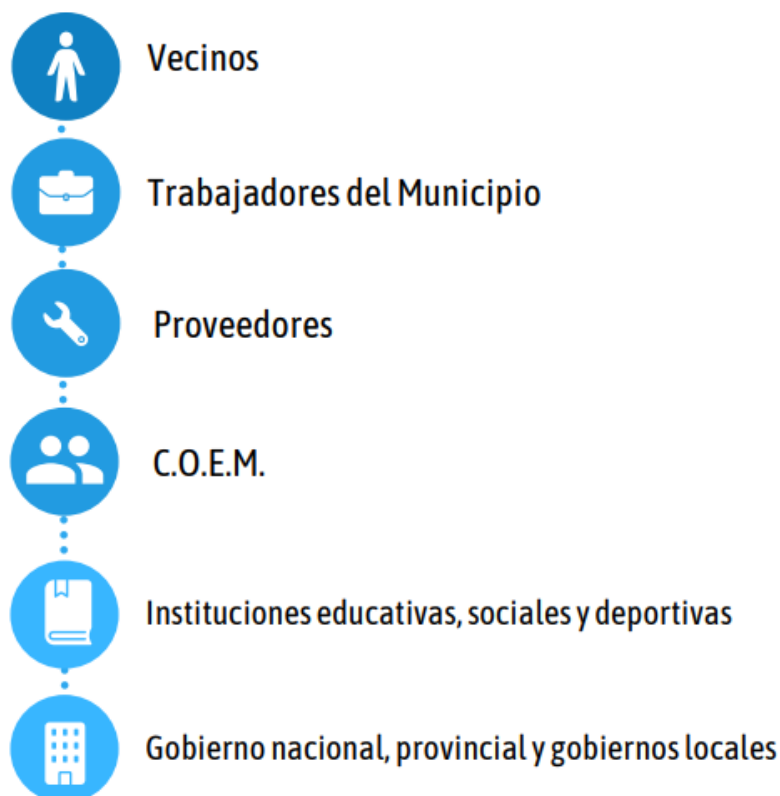 Vecinos
Trabajadores del Municipio
Proveedores
C.O.E.M.
Instituciones educativas, sociales y deportivas
Gobierno nacional, provincial y gobiernos locales